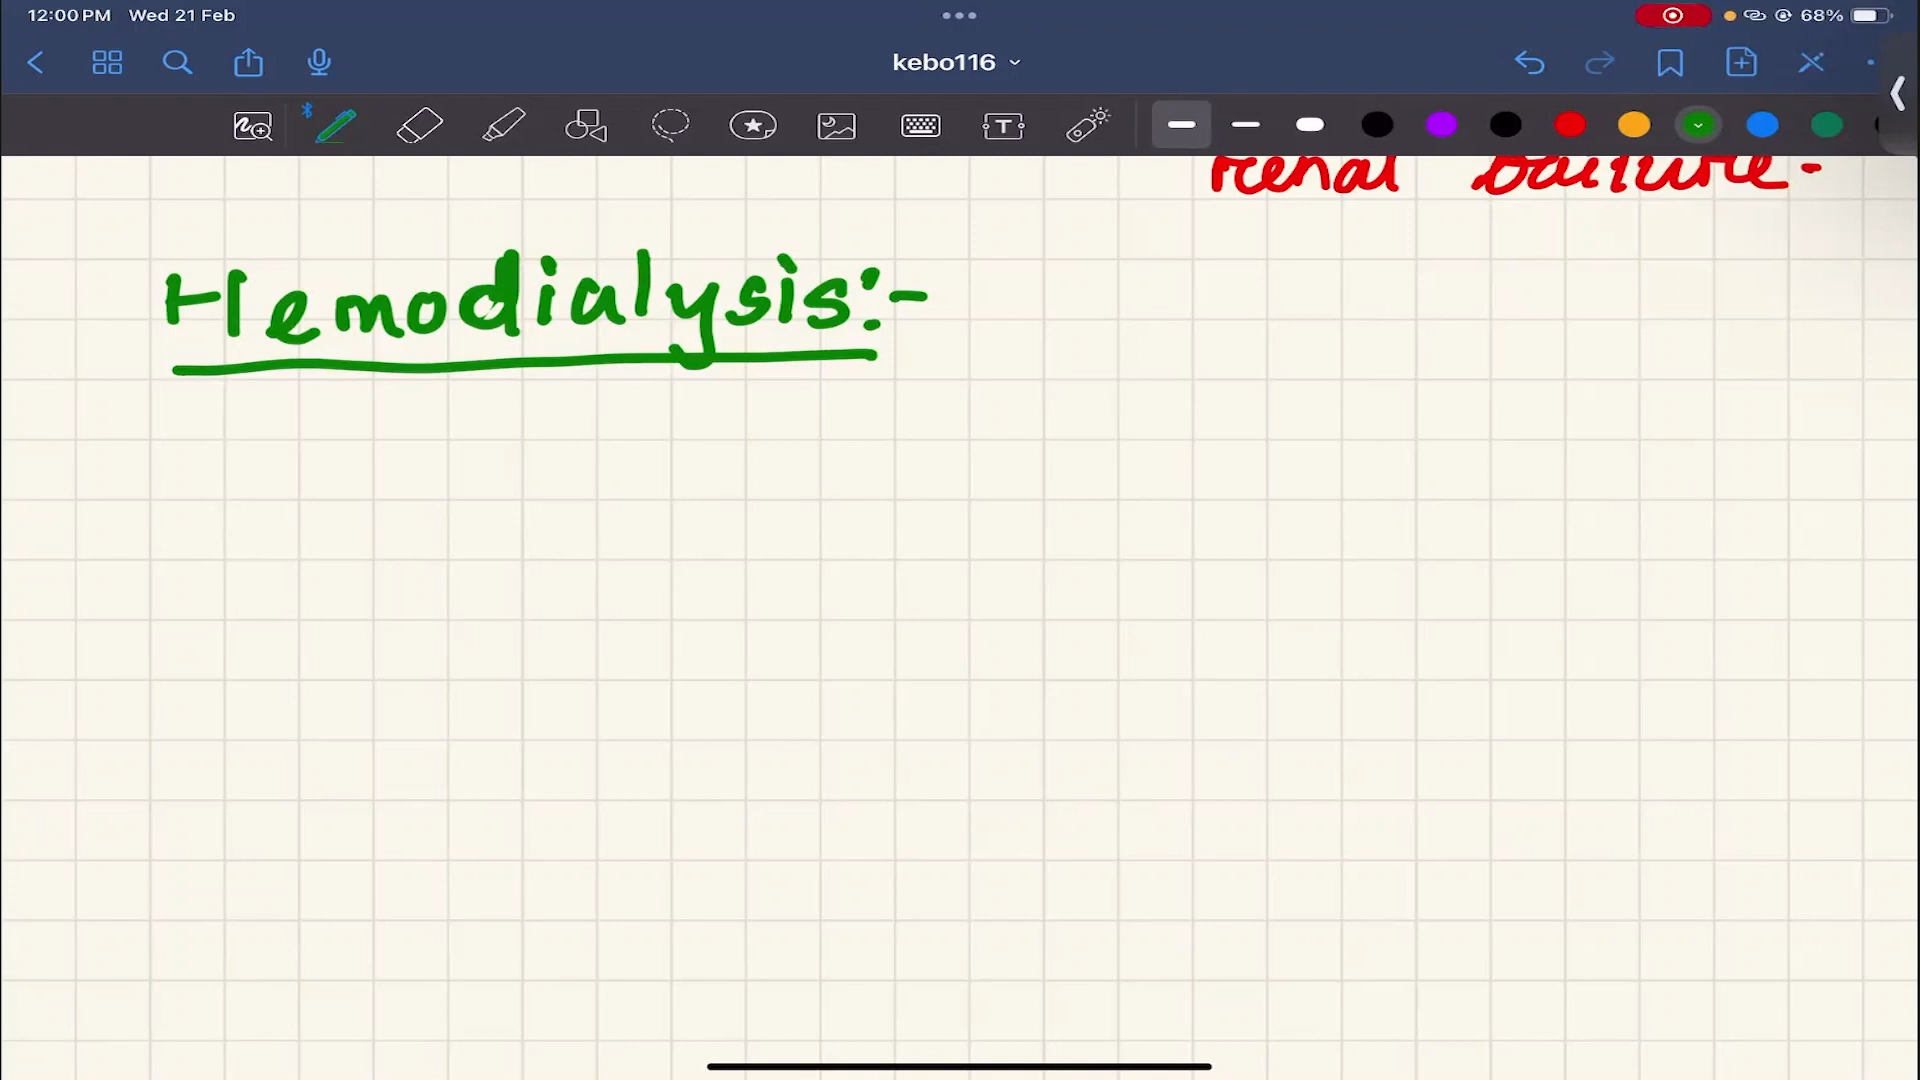 12:00 PM Wed 21 Feb
68%
kebo116
T
renal failure-
Hemodialysis:-